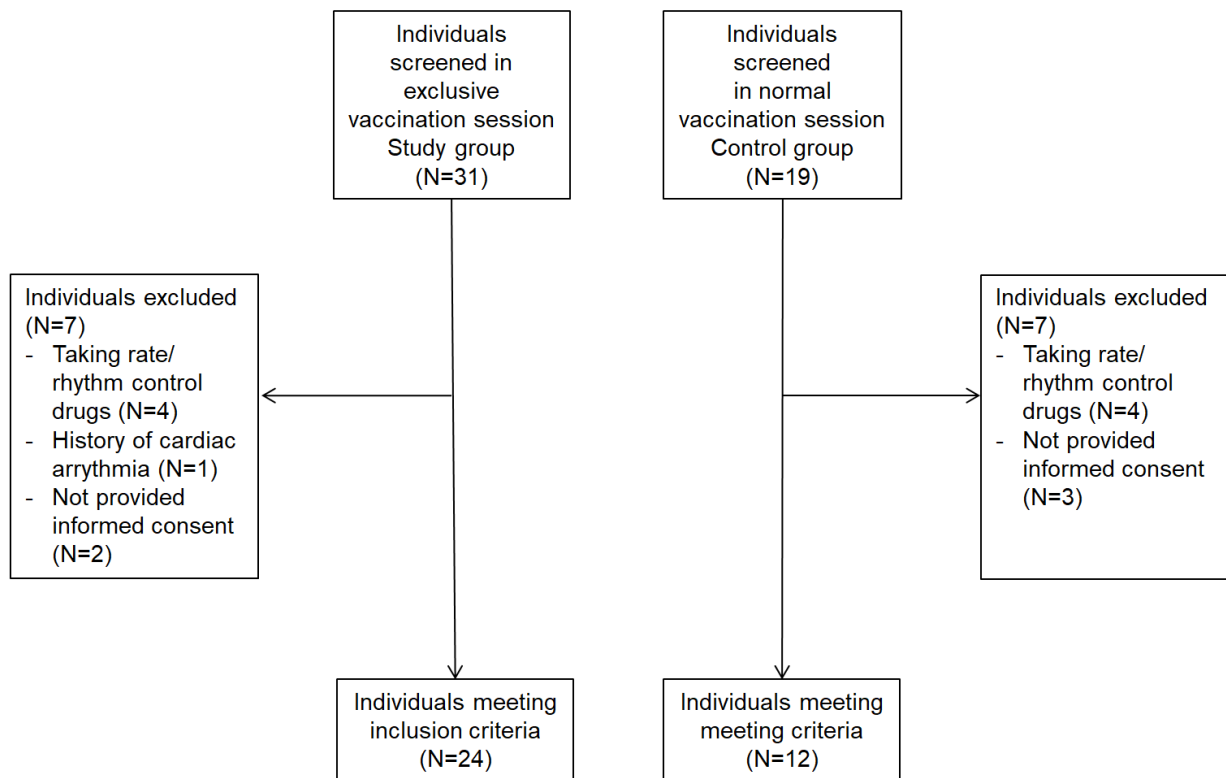 Individuals
screened in
exclusive
vaccination session
Study group
(N=31)
Individuals
screened
in normal
vaccination session
Control group
(N=19)
Individuals excluded
(N=7)
- Taking rate/
rhythm control
drugs (N=4)
- History of cardiac
arrythmia (N=1)
- Not provided
informed consent
(N=2)
Individuals excluded
(N=7)
- Taking rate/
rhythm control
drugs (N=4)
- Not provided
informed consent
(N=3)
Individuals meeting
inclusion criteria
(N=24)
Individuals meeting
meeting criteria
(N=12)